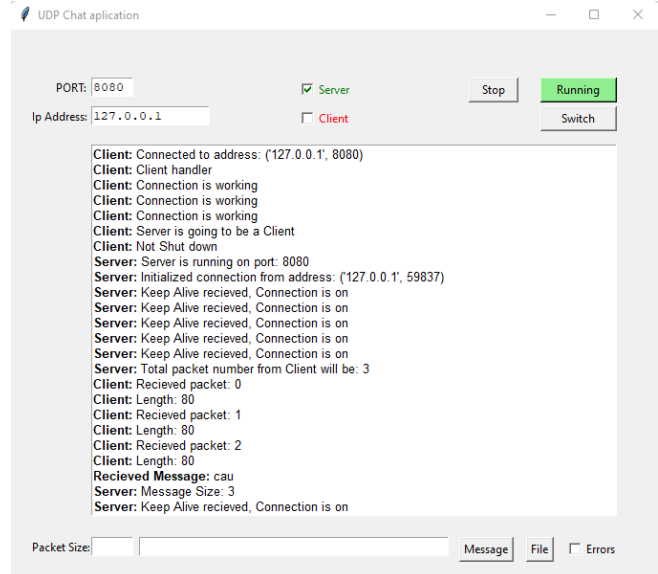 UDP Chat aplication
PORT: 8080
Server
Stop
Running
Ip Address: 127.0.0.1
Client
Switch
Client: Connected to address: ('127.0.0.1', 8080)
Client: Client handler
Client: Connection is working
Client: Connection is working
Client: Connection is working
Client: Server is going to be a Client
Client: Not Shut down
Server: Server is running on port: 8080
Server: Initialized connection from address: ('127.0.0.1', 59837)
Server: Keep Alive recieved, Connection is on
Server: Keep Alive recieved, Connection is on
Server: Keep Alive recieved, Connection is on
Server: Keep Alive recieved, Connection is on
Server: Keep Alive recieved, Connection is on
Server: Total packet number from Client will be: 3
Client: Recieved packet: 0
Client: Length: 80
Client: Recieved packet: 1
Client: Length: 80
Client: Recieved packet: 2
Client: Length: 80
Recieved Message: cau
Server: Message Size: 3
Server: Keep Alive recieved, Connection is on
Packet Size:
Message
File
Errors